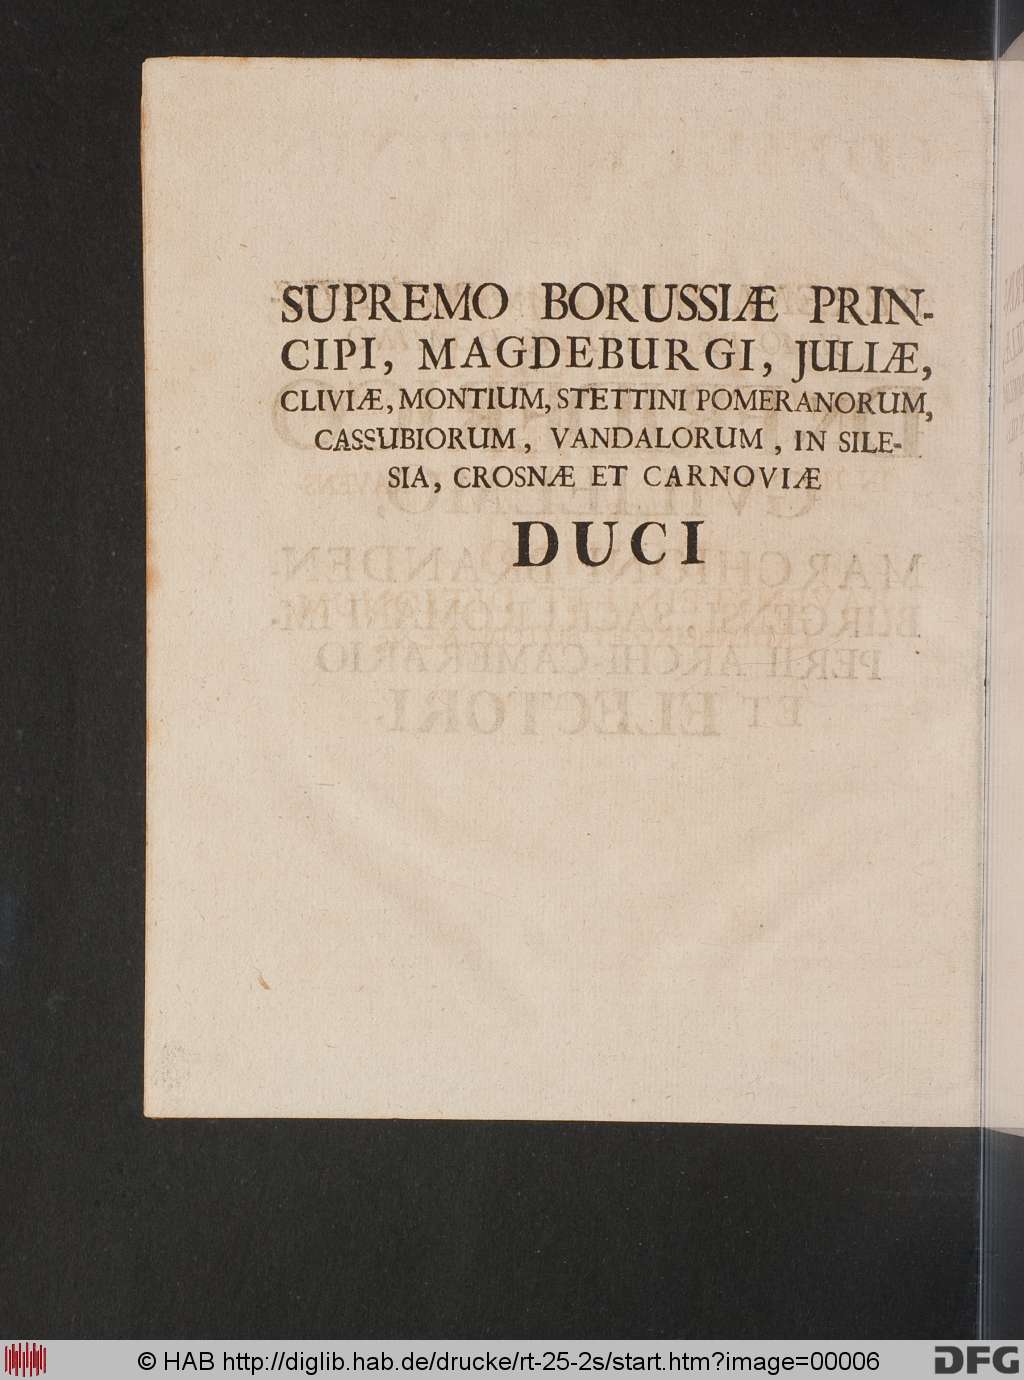 SUPREMO BORUSSIÆ PRIN-
CIPI, MAGDEBURGI, JULIÆ,
CLIVIÆ, MONTIUM, STETTINI POMERANORUM,
CASSUBIORUM, VANDALORUM, IN SILE-
SIA, CROSNÆ ET CARNOVIÆ
DUCI
© HAB http://diglib.hab.de/drucke/rt-25-2s/start.htm?image=00006
DFG